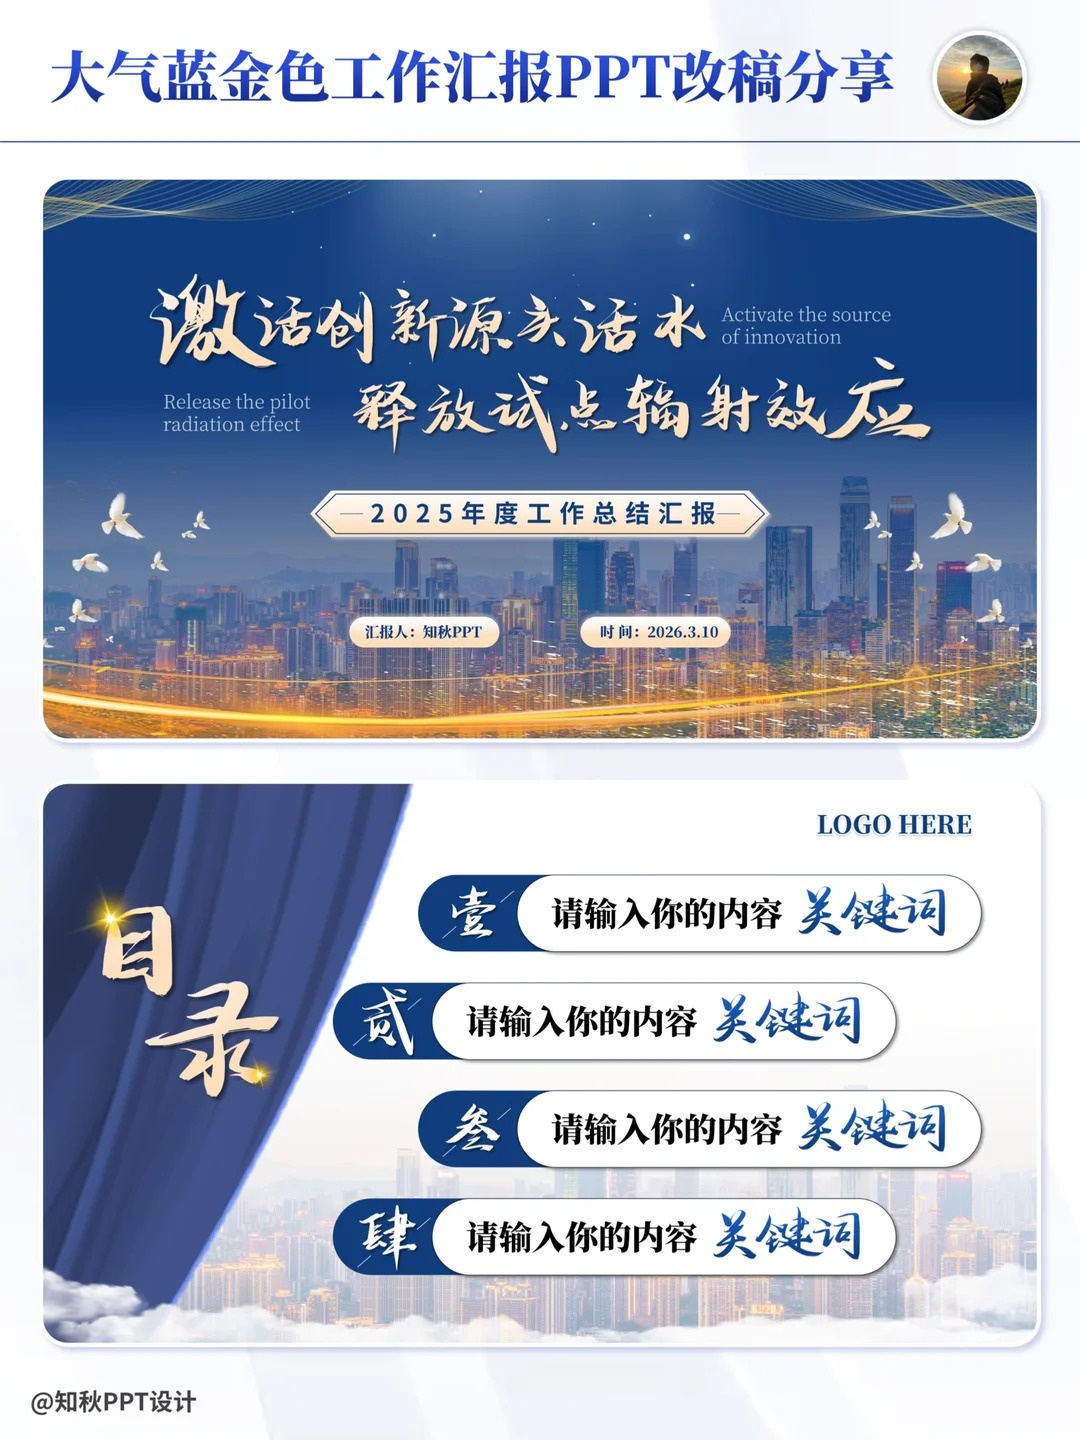 大气蓝金色工作汇报PPT改稿分享
激活创新源头活水
Activate the source
of innovation
Release the pilot
radiation effect
释放试点辐射效应
2025年度工作总结汇报
汇报人：知秋PPT
时间：2026.3.10
LOGO HERE
目录
壹 请输入你的内容 关键词
贰 请输入你的内容 关键词
叁 请输入你的内容 关键词
肆 请输入你的内容 关键词
@知秋PPT设计